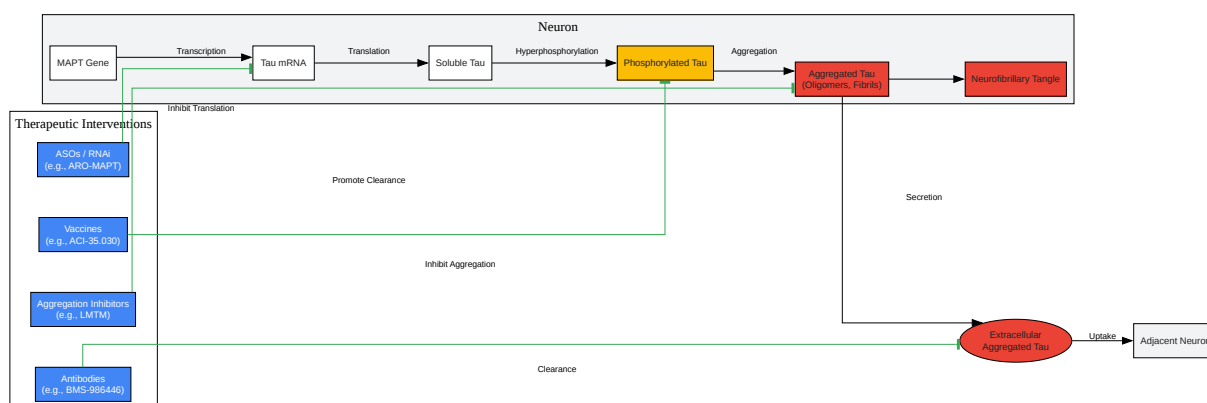 Neuron
MAPT Gene
Transcription
Tau mRNA
Translation
Soluble Tau
Hyperphosphorylation
Phosphorylated Tau
Aggregation
Aggregated Tau
(Oligomers, Fibrils)
Neurofibrillary Tangle
Inhibit Translation
Therapeutic Interventions
ASOs / RNAi
(e.g., ARO-MAPT)
Promote Clearance
Secretion
Vaccines
(e.g., ACI-35.030)
Inhibit Aggregation
Aggregation Inhibitors
(e.g., LMTM)
Extracellular
Aggregated Tau
Uptake
Adjacent Neuron
Clearance
Antibodies
(e.g., BMS-986446)